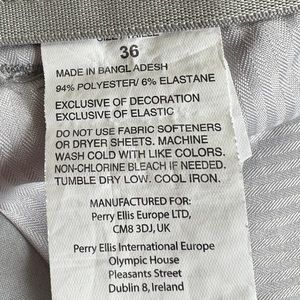 36
MADE IN BANGLADESH
94% POLYESTER/ 6% ELASTANE
EXCLUSIVE OF DECORATION
EXCLUSIVE OF ELASTIC
DO NOT USE FABRIC SOFTENERS
OR DRYER SHEETS. MACHINE
WASH COLD WITH LIKE COLORS.
NON-CHLORINE BLEACH IF NEEDED.
TUMBLE DRY LOW. COOL IRON.
MANUFACTURED FOR:
Perry Ellis Europe LTD,
CM8 3DJ, UK
Perry Ellis International Europe
Olympic House
Pleasants Street
Dublin 8, Ireland